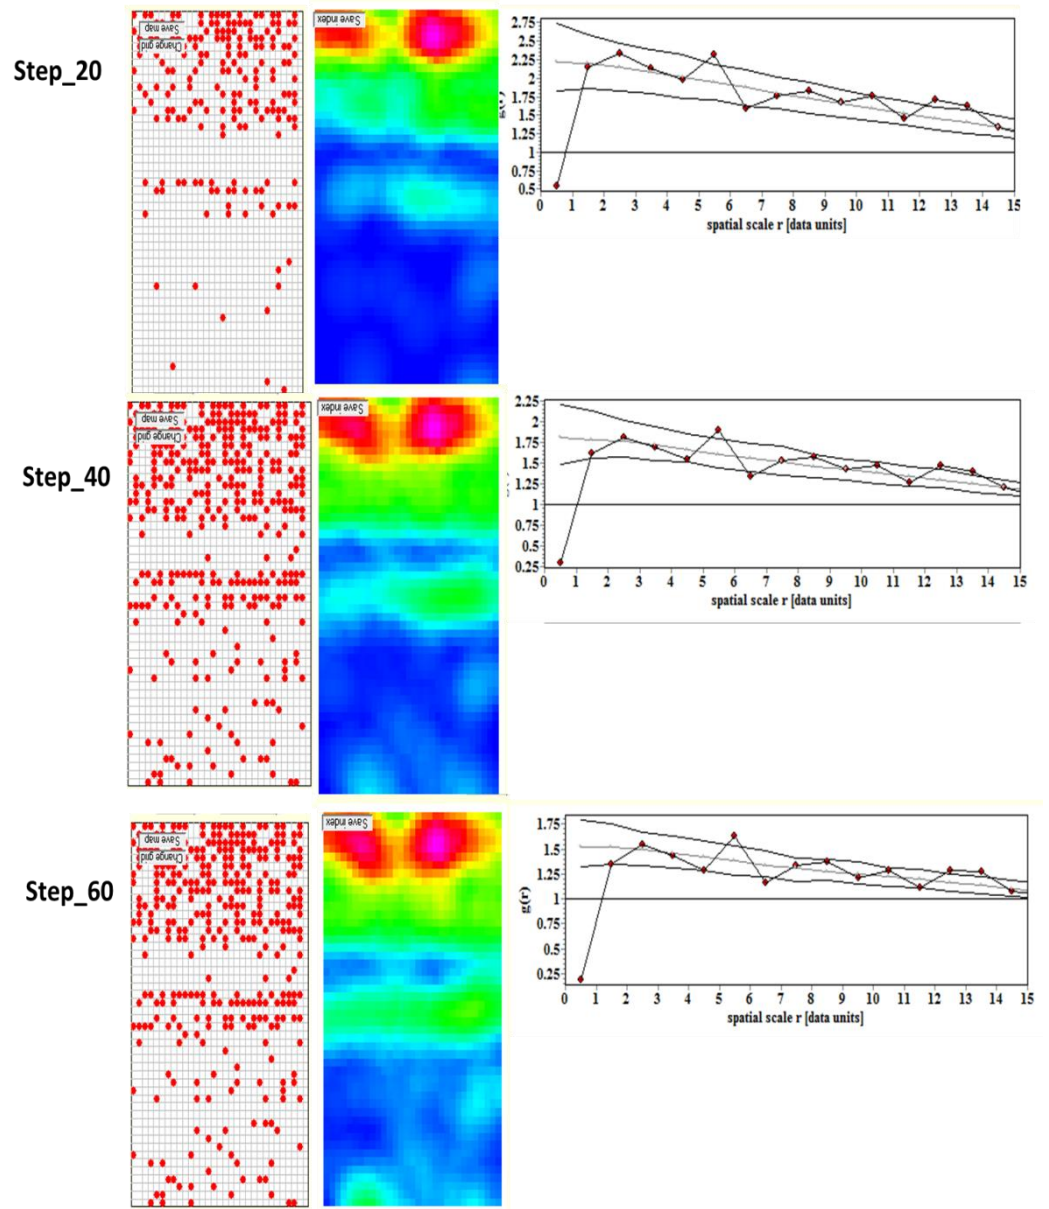 Step_20
Save map
Change grid
Save index
2.75
2.5
2.25
2
1.75
1.5
1.25
1
0.75
0.5
g(r)
0 1 2 3 4 5 6 7 8 9 10 11 12 13 14 15
spatial scale r [data units]
Step_40
Save map
Change grid
Save index
2.25
2
1.75
1.5
1.25
1
0.75
0.5
0.25
0 1 2 3 4 5 6 7 8 9 10 11 12 13 14 15
spatial scale r [data units]
Step_60
Save map
Change grid
Save index
1.75
1.5
1.25
1
0.75
0.5
0.25
g(r)
0 1 2 3 4 5 6 7 8 9 10 11 12 13 14 15
spatial scale r [data units]